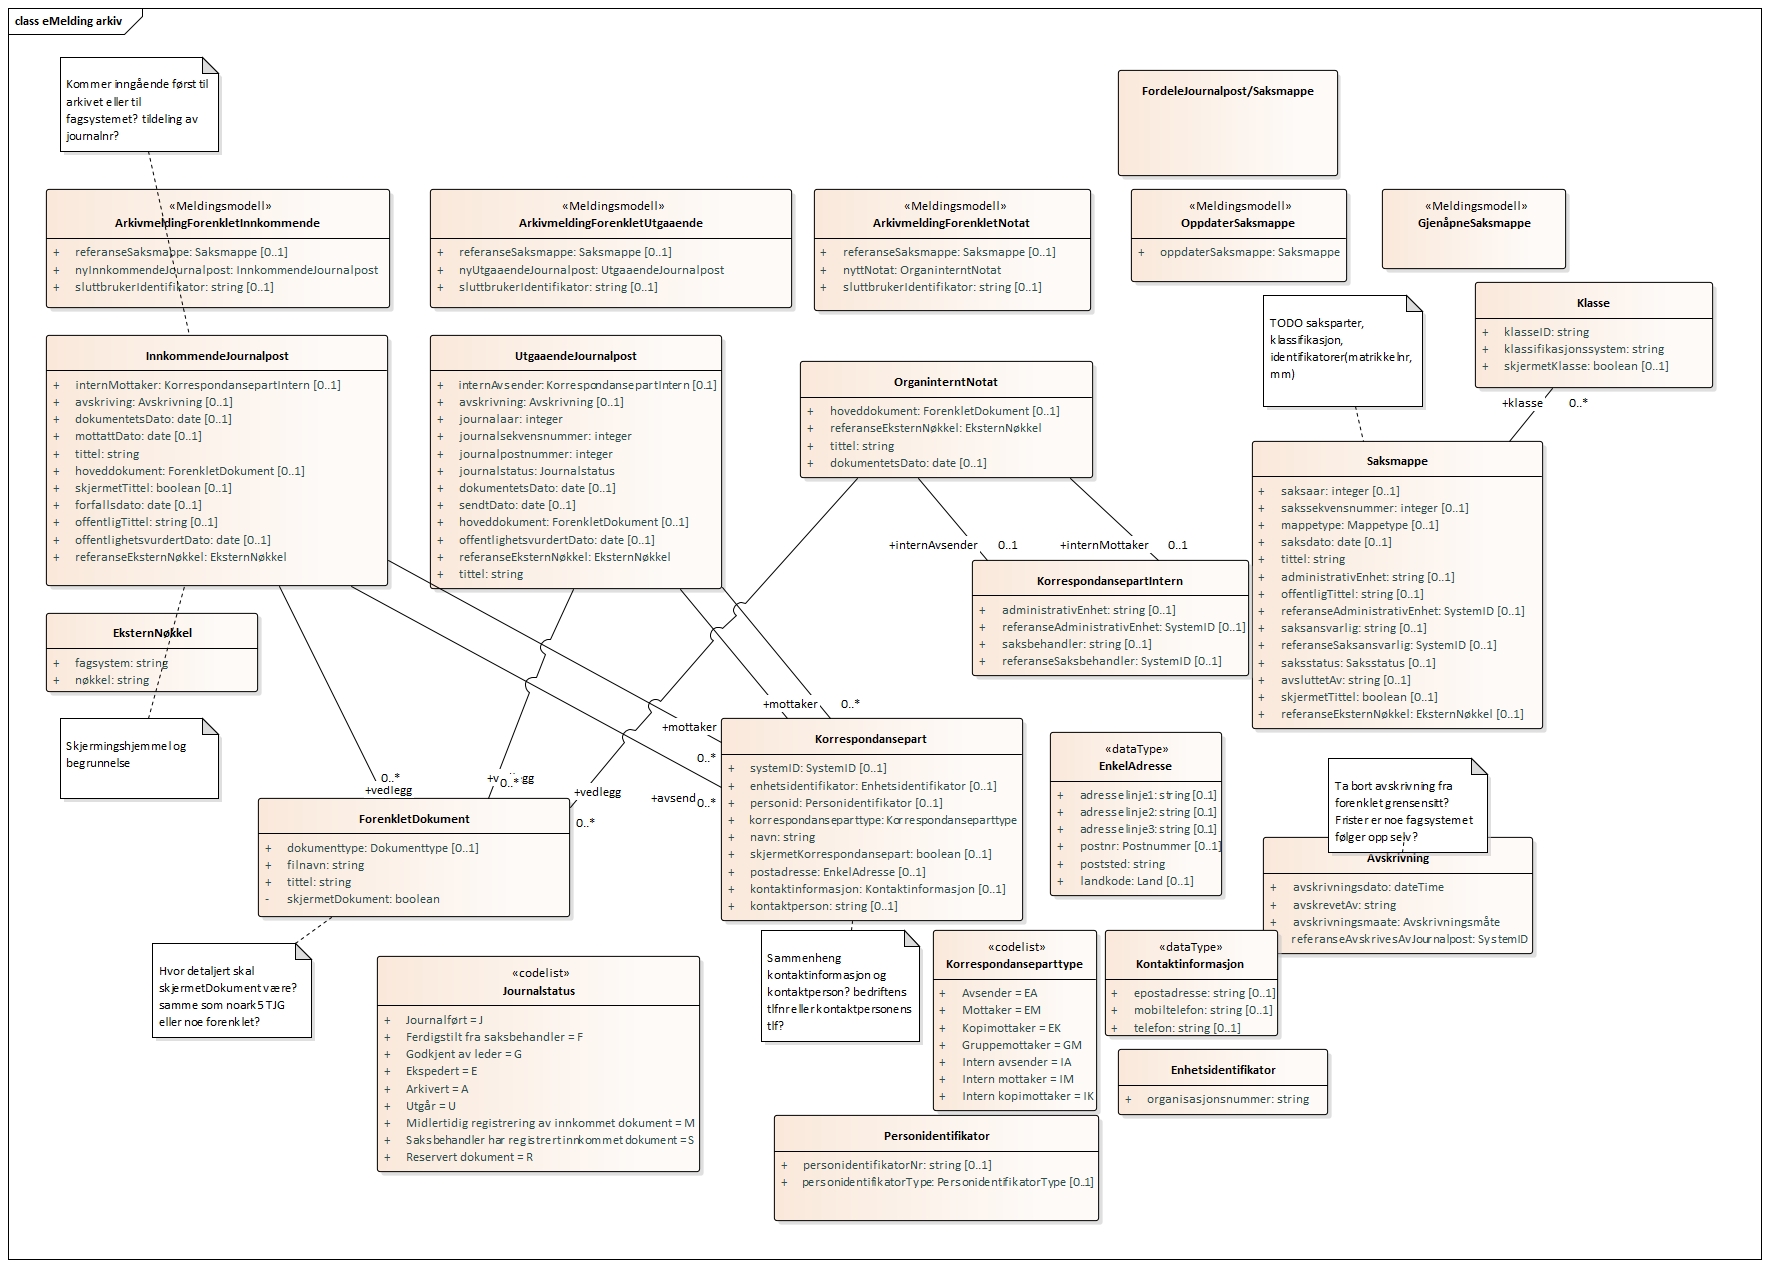 class eMelding arkiv
Kommer inngående først til
arkivet eller til
fagsystemet? tildeling av
journalnr?
FordeleJournalpost/Saksmappe
«Meldingsmodell»
ArkivmeldingForenkletInnkommende
+ referanseSaksmappe: Saksmappe [0..1]
+ nyInnkommendeJournalpost: InnkommendeJournalpost
+ sluttbrukerIdentifikator: string [0..1]
«Meldingsmodell»
ArkivmeldingForenkletUtgaaende
+ referanseSaksmappe: Saksmappe [0..1]
+ nyUtgaaendeJournalpost: UtgaaendeJournalpost
+ sluttbrukerIdentifikator: string [0..1]
«Meldingsmodell»
ArkivmeldingForenkletNotat
+ referanseSaksmappe: Saksmappe [0..1]
+ nyttNotat: OrganinterntNotat
+ sluttbrukerIdentifikator: string [0..1]
«Meldingsmodell»
OppdaterSaksmappe
+ oppdaterSaksmappe: Saksmappe
«Meldingsmodell»
GjenåpneSaksmappe
TODO saksparter,
klassifikasjon,
identifikatorer(matrikkelnr,
mm)
Klasse
+ klasseID: string
+ klassifikasjonssystem: string
+ skjermetKlasse: boolean [0..1]
+klasse 0..*
InnkommendeJournalpost
+ internMottaker: KorrespondansepartIntern [0..1]
+ avskriving: Avskrivning [0..1]
+ dokumentetsDato: date [0..1]
+ mottattDato: date [0..1]
+ tittel: string
+ hoveddokument: ForenkletDokument [0..1]
+ skjermetTittel: boolean [0..1]
+ forfallsdato: date [0..1]
+ offentligTittel: string [0..1]
+ offentlighetsvurdertDato: date [0..1]
+ referanseEksternNøkkel: EksternNøkkel
UtgaaendeJournalpost
+ internAvsender: KorrespondansepartIntern [0.1]
+ avskrivning: Avskrivning [0..1]
+ journalaar: integer
+ journalsekvensnummer: integer
+ journalpostnummer: integer
+ journalstatus: Journalstatus
+ dokumentetsDato: date [0..1]
+ sendtDato: date [0..1]
+ hoveddokument: ForenkletDokument [0..1]
+ offentlighetsvurdertDato: date [0..1]
+ referanseEksternNøkkel: EksternNøkkel
+ tittel: string
OrganinterntNotat
+ hoveddokument: ForenkletDokument [0..1]
+ referanseEksternNøkkel: EksternNøkkel
+ tittel: string
+ dokumentetsDato: date [0..1]
+internAvsender 0..1
+internMottaker 0..1
KorrespondansepartIntern
+ administrativEnhet: string [0..1]
+ referanseAdministrativEnhet: SystemID [0..1]
+ saksbehandler: string [0..1]
+ referanseSaksbehandler: SystemID [0..1]
Saksmappe
+ saksaar: integer [0..1]
+ sakssekvensnummer: integer [0..1]
+ mappetype: Mappetype [0..1]
+ saksdato: date [0..1]
+ tittel: string
+ administrativEnhet: string [0..1]
+ offentligTittel: string [0..1]
+ referanseAdministrativEnhet: SystemID [0..1]
+ saksansvarlig: string [0..1]
+ referanseSaksansvarlig: SystemID [0..1]
+ saksstatus: Saksstatus [0..1]
+ avsluttetAv: string [0..1]
+ skjermetTittel: boolean [0..1]
+ referanseEksternNøkkel: EksternNøkkel [0..1]
EksternNøkkel
+ fagsystem: string
+ nøkkel: string
Skjermingshjemmel og
begrunnelse
+mottaker 0..*
+mottaker
0..*
+avsend 0..*
0..*
+vedlegg
0..*
+vedlegg
0..*
ForenkletDokument
+ dokumenttype: Dokumenttype [0..1]
+ filnavn: string
+ tittel: string
- skjermetDokument: boolean
Korrespondansepart
+ systemID: SystemID [0..1]
+ enhetsidentifikator: Enhetsidentifikator [0..1]
+ personid: Personidentifikator [0..1]
+ korrespondanseparttype: Korrespondanseparttype
+ navn: string
+ skjermetKorrespondansepart: boolean [0..1]
+ postadresse: EnkelAdresse [0..1]
+ kontaktinformasjon: Kontaktinformasjon [0..1]
+ kontaktperson: string [0..1]
«dataType»
EnkelAdresse
+ adresselinje1: string [0..1]
+ adresselinje2: string [0..1]
+ adresselinje3: string [0..1]
+ postnr: Postnummer [0..1]
+ poststed: string
+ landkode: Land [0..1]
Ta bort avskrivning fra
forenklet grensensitt?
Frister er noe fagsystemet
følger opp selv?
Avskrivning
+ avskrivningsdato: dateTime
+ avskrevetAv: string
+ avskrivningsmaate: Avskrivningsmåte
referanseAvskrivesAvJournalpost: SystemID
Hvor detaljert skal
skjermetDokument være?
samme som noark5 TJG
eller noe forenklet?
«codelist»
Journalstatus
+ Journalført = J
+ Ferdigstilt fra saksbehandler = F
+ Godkjent av leder = G
+ Ekspedert = E
+ Arkivert = A
+ Utgår = U
+ Midlertidig registrering av innkommet dokument = M
+ Saksbehandler har registrert innkommet dokument = S
+ Reservert dokument = R
Sammenheng
kontaktinformasjon og
kontaktperson? bedriftens
tlfnr eller kontaktpersonens
tlf?
«codelist»
Korrespondanseparttype
+ Avsender = EA
+ Mottaker = EM
+ Kopimottaker = EK
+ Gruppemottaker = GM
+ Intern avsender = IA
+ Intern mottaker = IM
+ Intern kopimottaker = IK
«dataType»
Kontaktinformasjon
+ epostadresse: string [0..1]
+ mobiltelefon: string [0..1]
+ telefon: string [0..1]
Enhetsidentifikator
+ organisasjonsnummer: string
Personidentifikator
+ personidentifikatorNr: string [0..1]
+ personidentifikatorType: PersonidentifikatorType [0..1]